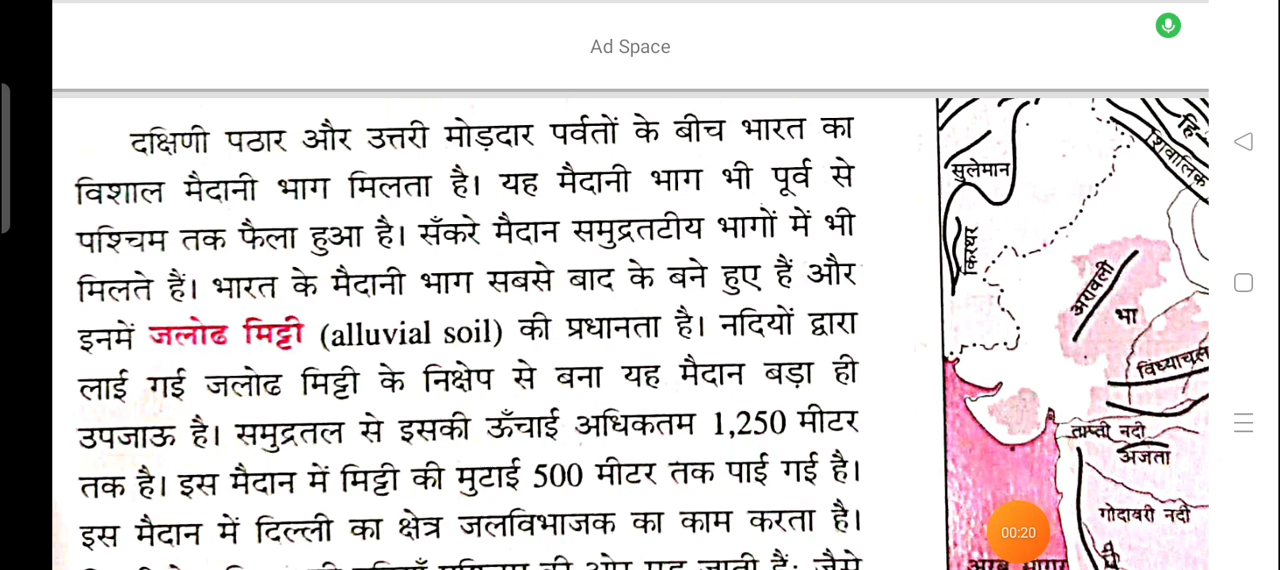 Ad Space
दक्षिणी पठार और उत्तरी मोड़दार पर्वतों के बीच भारत का
विशाल मैदानी भाग मिलता है। यह मैदानी भाग भी पूर्व से
पश्चिम तक फैला हुआ है। सँकरे मैदान समुद्रतटीय भागों में भी
मिलते हैं। भारत के मैदानी भाग सबसे बाद के बने हुए हैं और
इनमें जलोढ मिट्टी (alluvial soil) की प्रधानता है। नदियों द्वारा
लाई गई जलोढ मिट्टी के निक्षेप से बना यह मैदान बड़ा ही
उपजाऊ है। समुद्रतल से इसकी ऊँचाई अधिकतम 1,250 मीटर
तक है। इस मैदान में मिट्टी की मुटाई 500 मीटर तक पाई गई है।
इस मैदान में दिल्ली का क्षेत्र जलविभाजक का काम करता है।
हि
शिवालिक
सुलेमान
किरथर
अरावली
भा
विंध्याचल
ताप्ती नदी
अजंता
गोदावरी नदी
00:20
अरब सागर